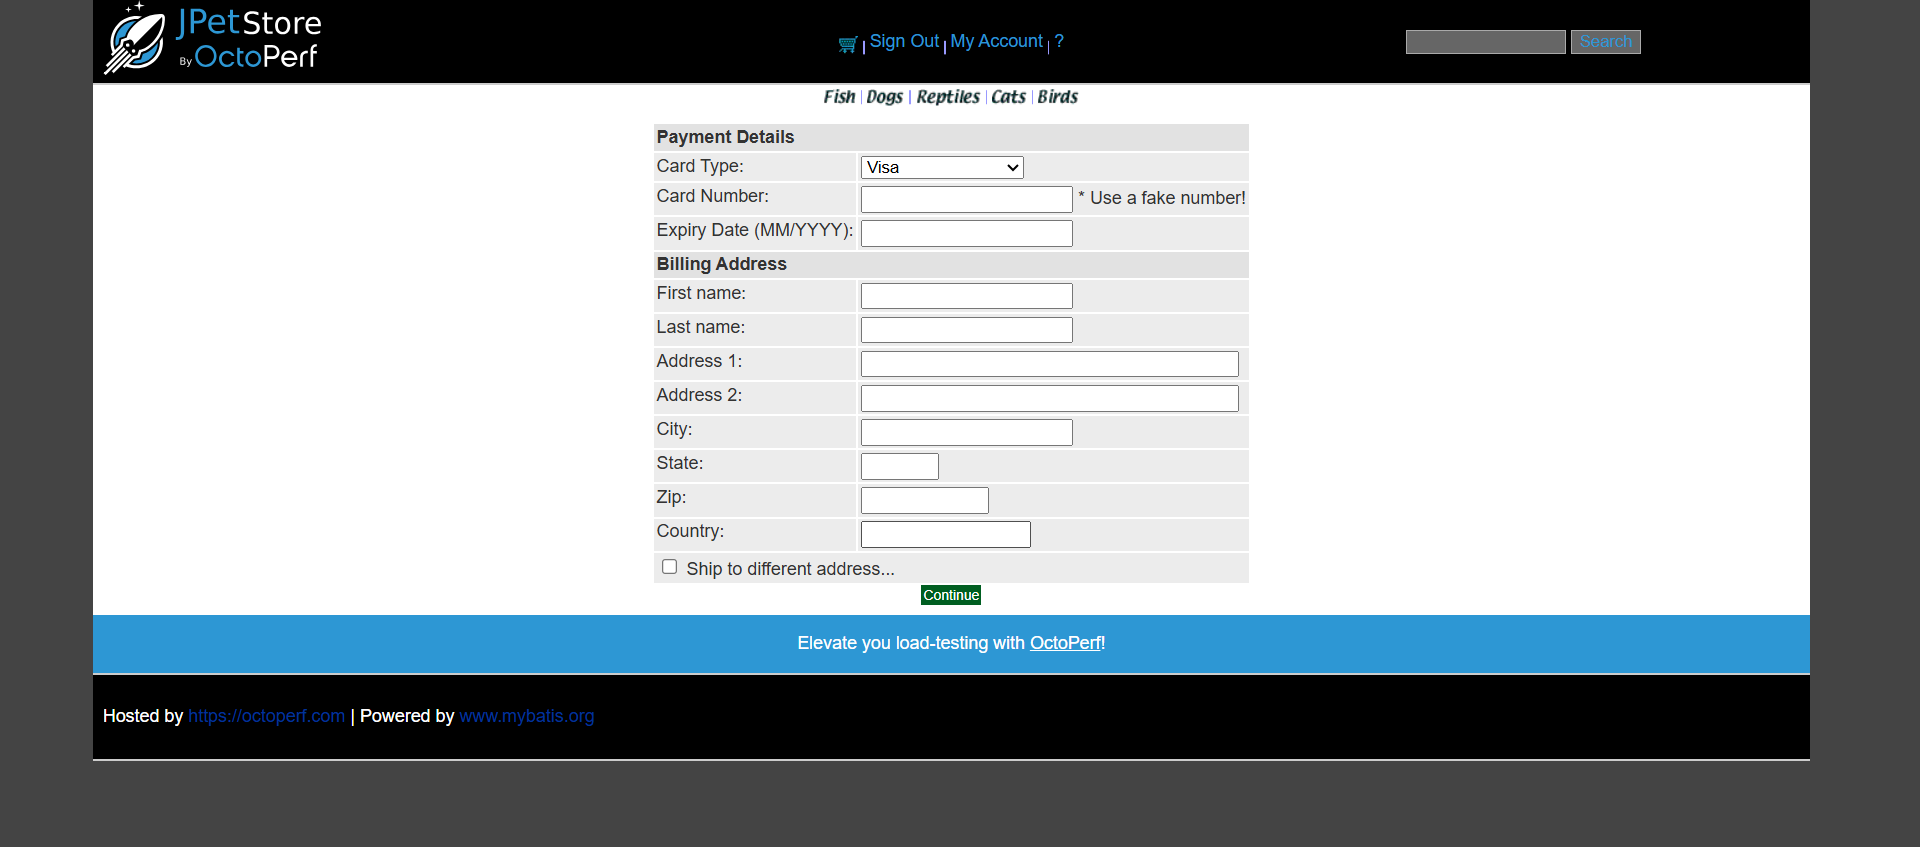 JPetStore
By OctoPerf
Sign Out | My Account | ?
Search
Fish | Dogs | Reptiles | Cats | Birds
Payment Details
Card Type: Visa
Card Number: * Use a fake number!
Expiry Date (MM/YYYY):
Billing Address
First name:
Last name:
Address 1:
Address 2:
City:
State:
Zip:
Country:
Ship to different address...
Continue
Elevate you load-testing with OctoPerf!
Hosted by https://octoperf.com | Powered by www.mybatis.org